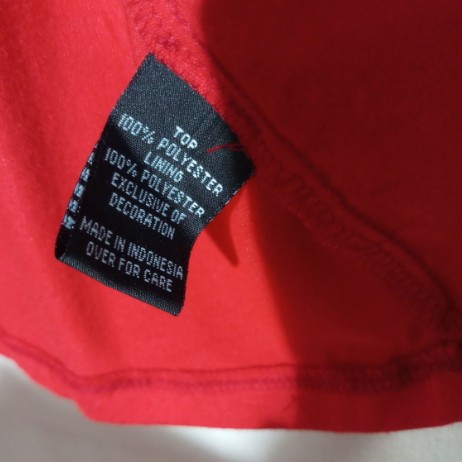 TOP
100% POLYESTER
LINING
100% POLYESTER
EXCLUSIVE OF
DECORATION
MADE IN INDONESIA
OVER FOR CARE